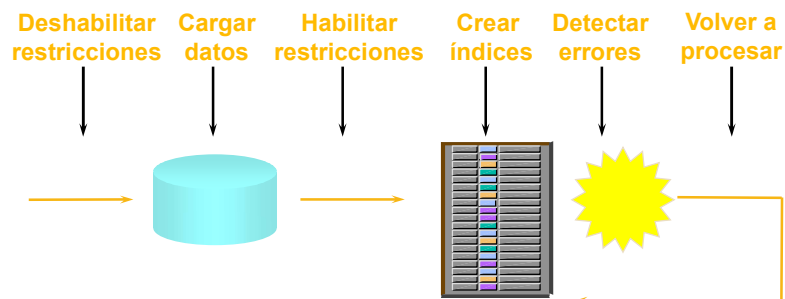 Deshabilitar
restricciones
Cargar
datos
Habilitar
restricciones
Crear
índices
Detectar
errores
Volver a
procesar